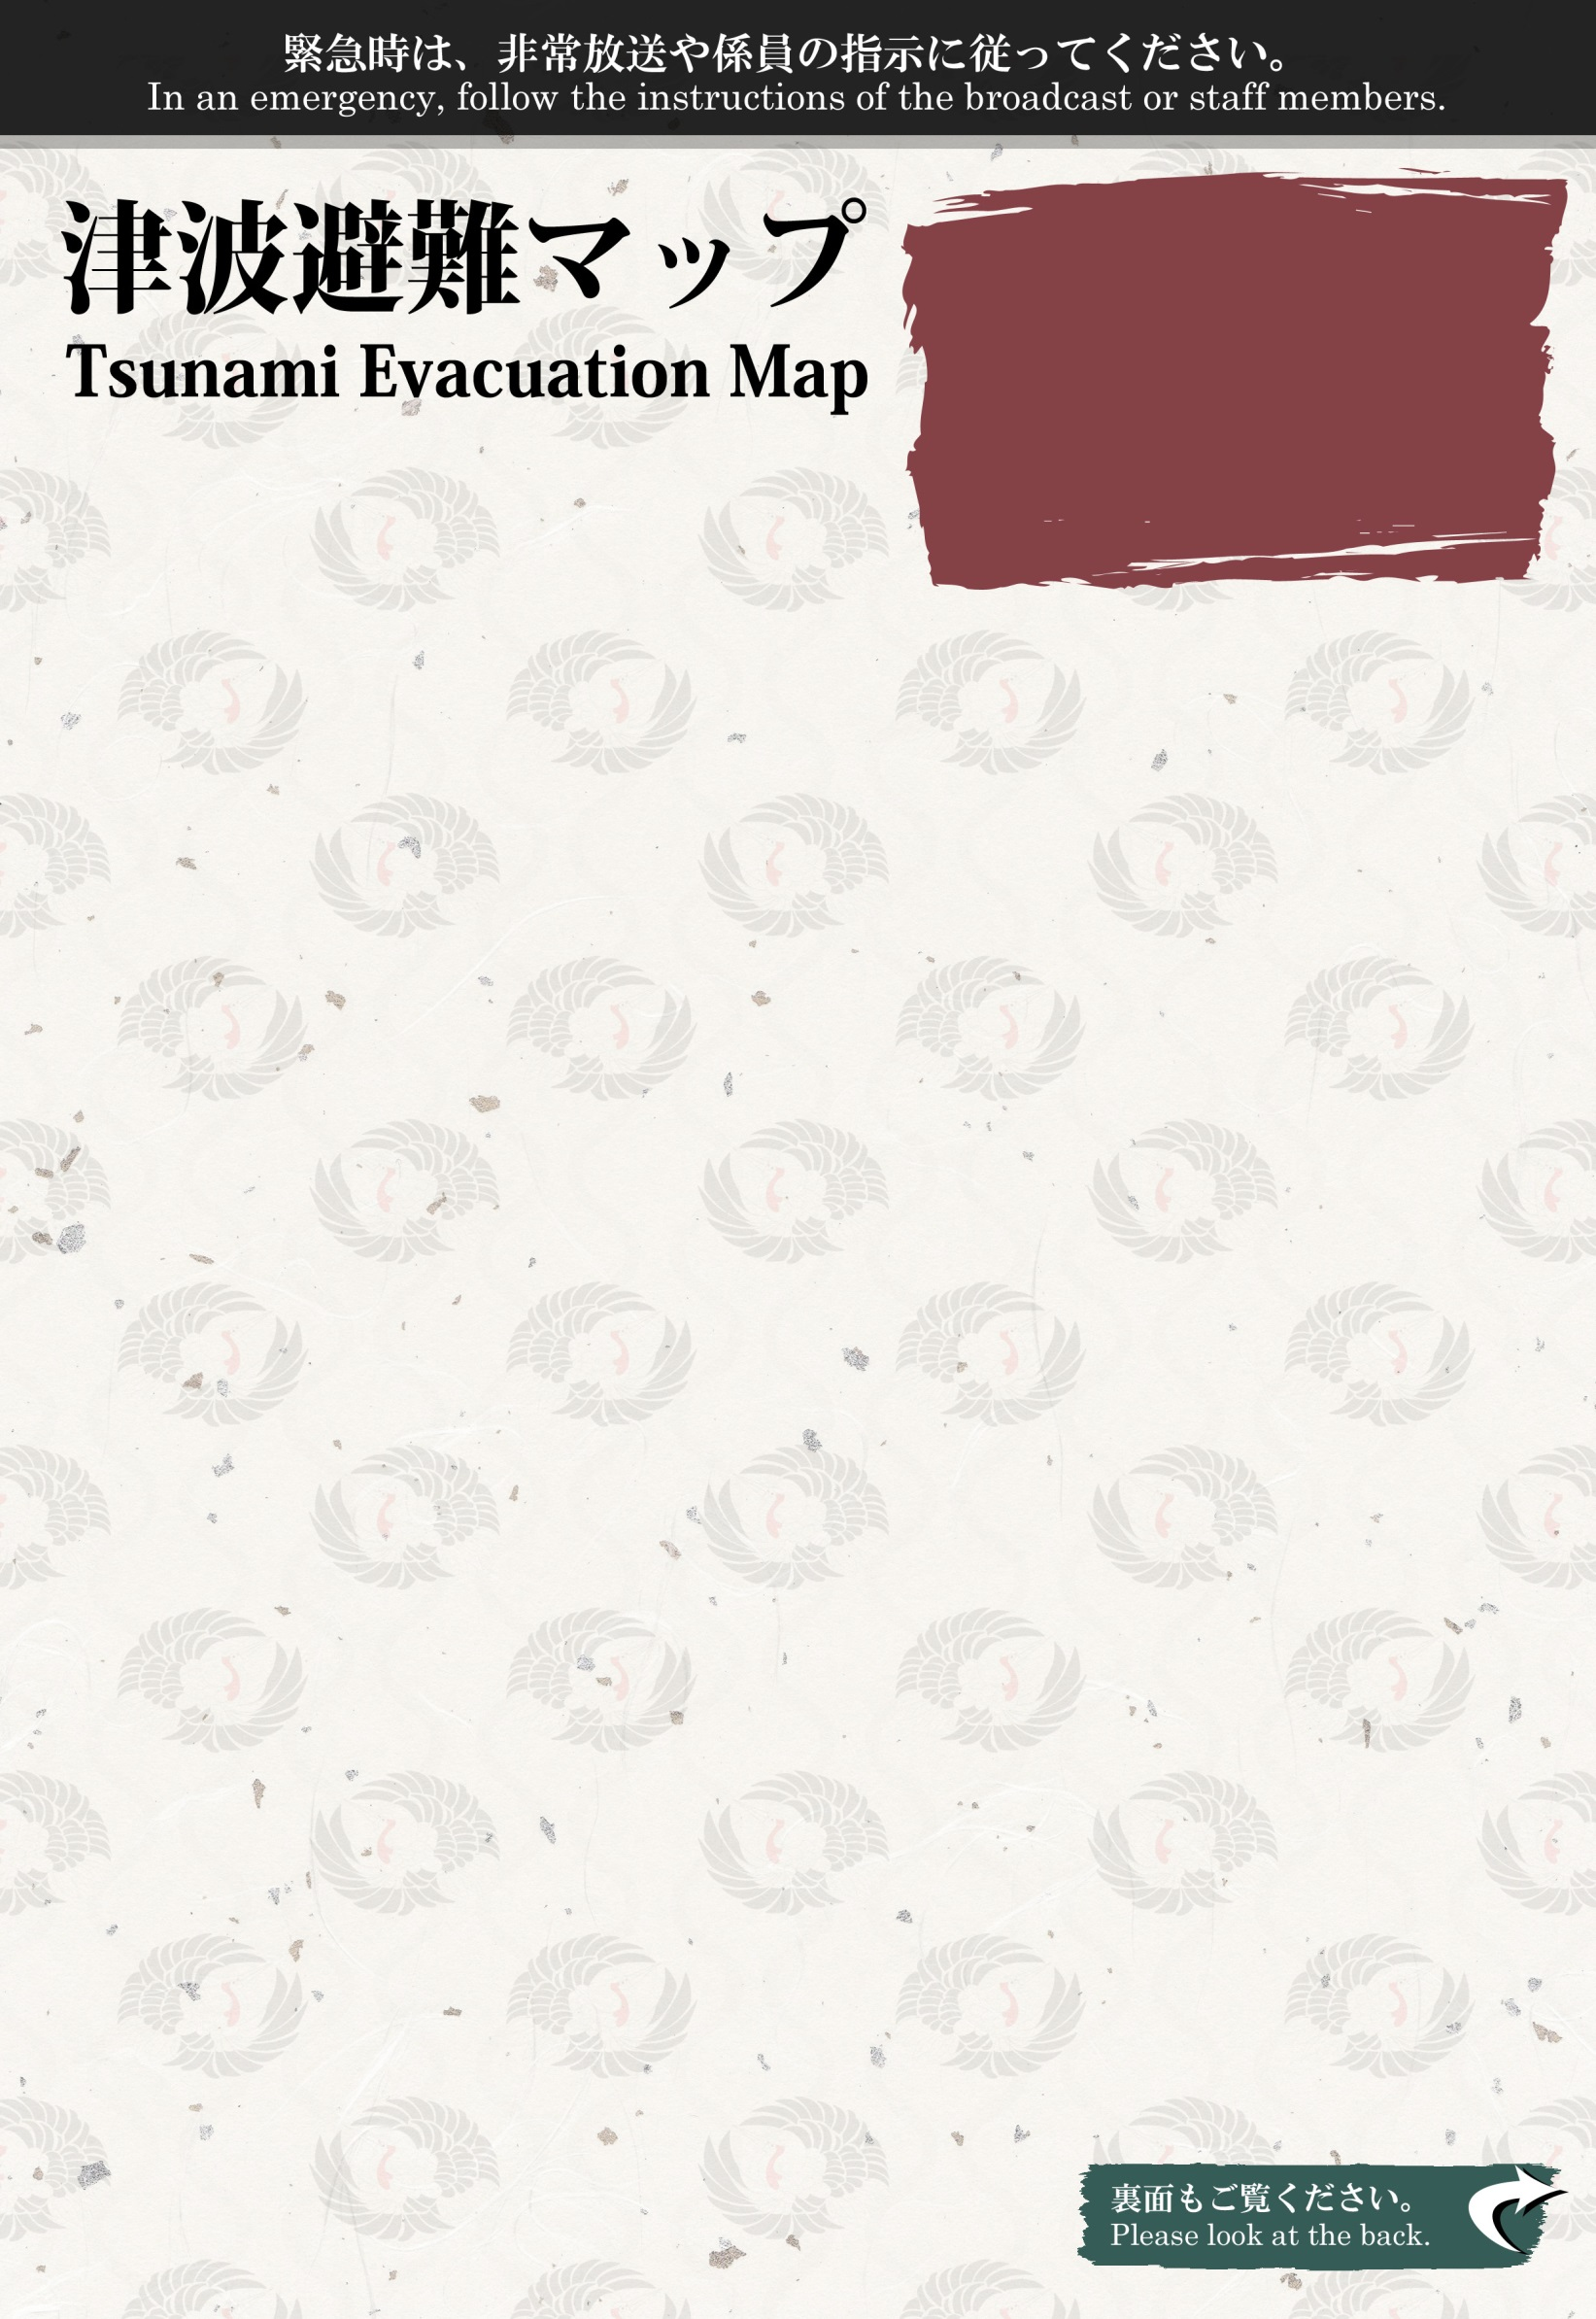 緊急時は、非常放送や係員の指示に従ってください。
In an emergency, follow the instructions of the broadcast or staff members.
津波避難マップ
Tsunami Evacuation Map
裏面もご覧ください。
Please look at the back.